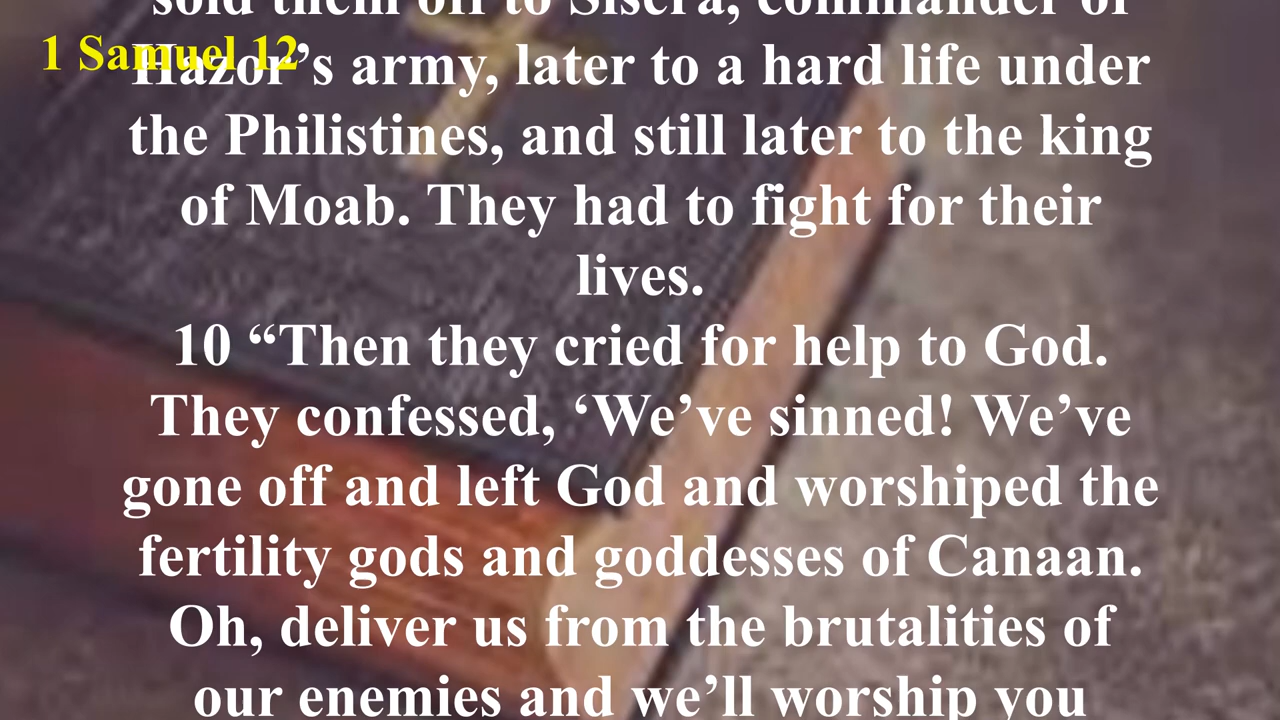 sold them off to Sisera, commander of
1 Samuel 12
Hazor’s army, later to a hard life under
the Philistines, and still later to the king
of Moab. They had to fight for their
lives.
10 “Then they cried for help to God.
They confessed, ‘We’ve sinned! We’ve
gone off and left God and worshiped the
fertility gods and goddesses of Canaan.
Oh, deliver us from the brutalities of
our enemies and we’ll worship you